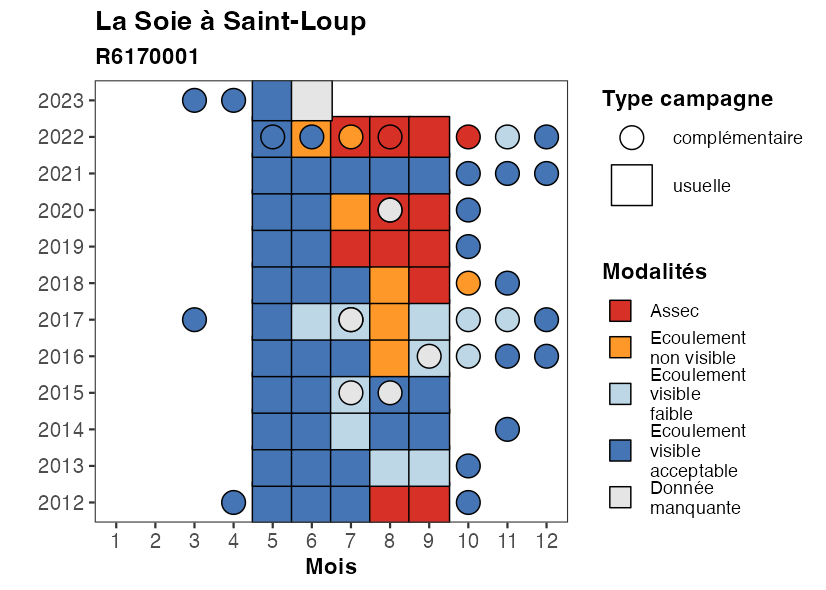 La Soie à Saint-Loup
R6170001
2023
2022
2021
2020
2019
2018
2017
2016
2015
2014
2013
2012
1 2 3 4 5 6 7 8 9 10 11 12
Mois
Type campagne
complémentaire
usuelle
Modalités
Assec
Ecoulement
non visible
Ecoulement
visible
faible
Ecoulement
visible
acceptable
Donnée
manquante